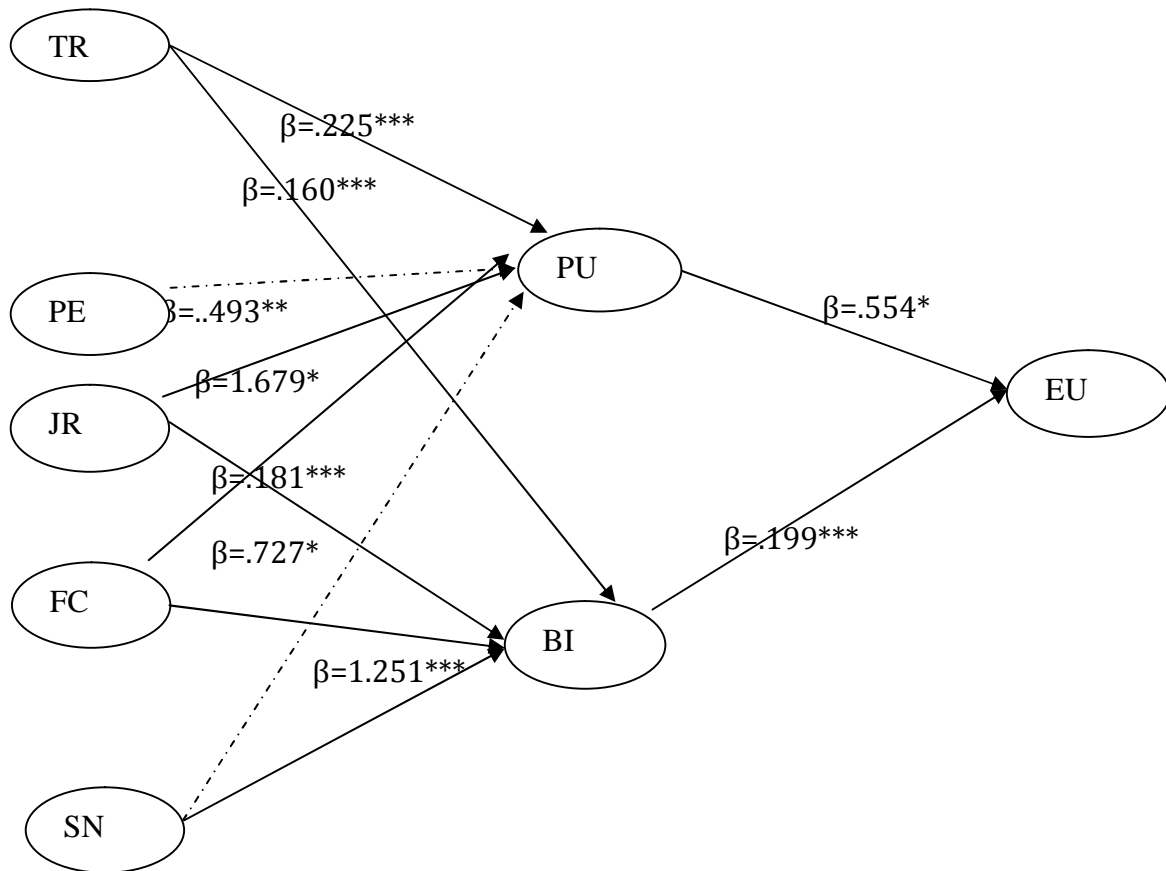 TR
β=.225***
β=.160***
PU
PE
β=..493**
β=.554*
β=1.679*
EU
JR
β=.181***
β=.727*
β=.199***
FC
BI
β=1.251***
SN